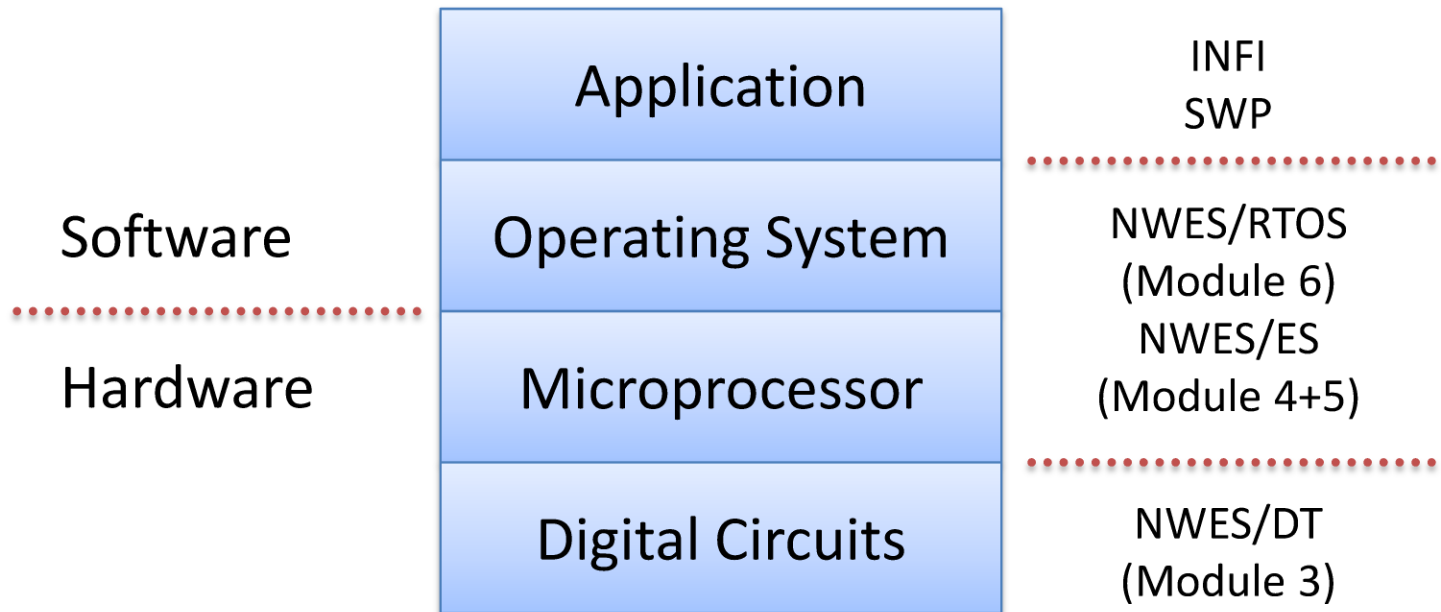 Application
INFI
SWP
Software
Operating System
NWES/RTOS
(Module 6)
NWES/ES
(Module 4+5)
Hardware
Microprocessor
Digital Circuits
NWES/DT
(Module 3)